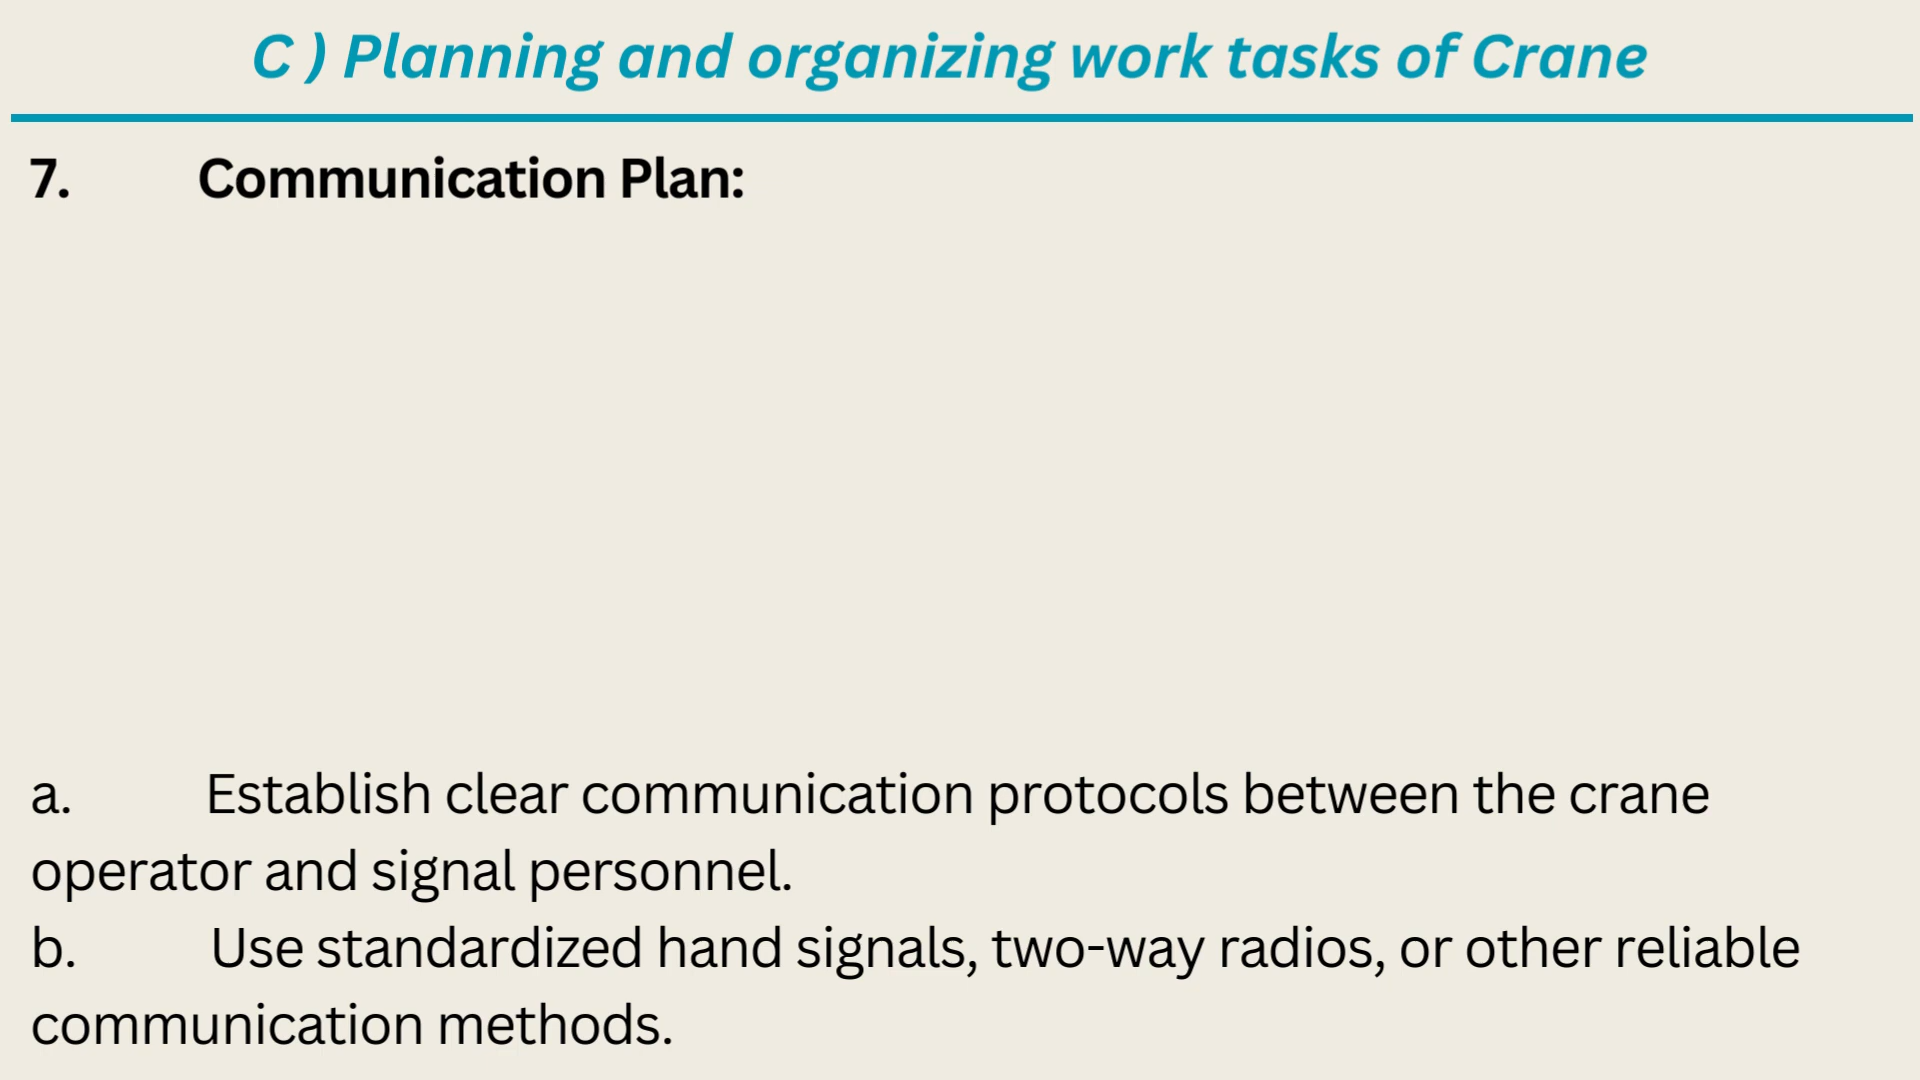 C ) Planning and organizing work tasks of Crane
7. Communication Plan:
a. Establish clear communication protocols between the crane
operator and signal personnel.
b. Use standardized hand signals, two-way radios, or other reliable
communication methods.